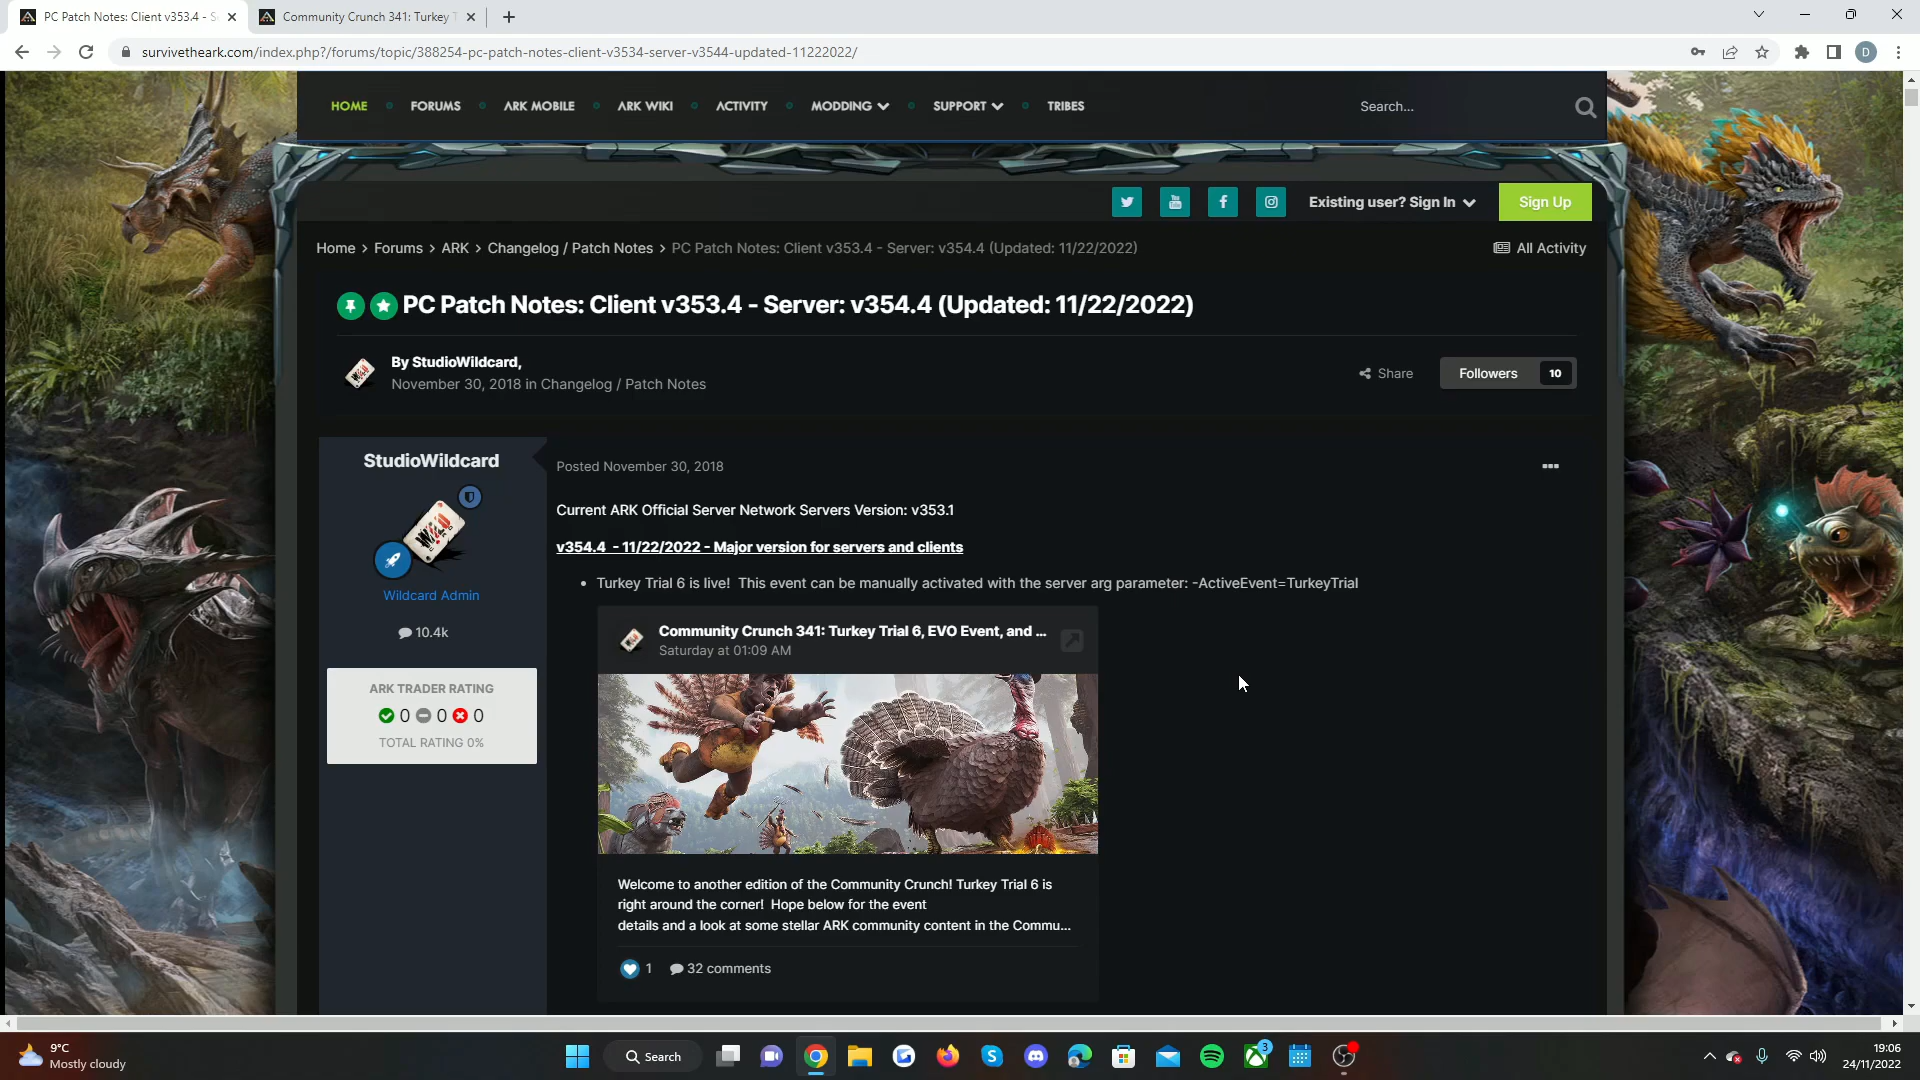 PC Patch Notes: Client v353.4 - S
Community Crunch 341: Turkey T
survivetheark.com/index.php?/forums/topic/388254-pc-patch-notes-client-v3534-server-v3544-updated-11222022/
D
HOME FORUMS ARK MOBILE ARK WIKI ACTIVITY MODDING SUPPORT TRIBES Search...
Existing user? Sign In Sign Up
Home > Forums > ARK > Changelog / Patch Notes > PC Patch Notes: Client v353.4 - Server: v354.4 (Updated: 11/22/2022) All Activity
PC Patch Notes: Client v353.4 - Server: v354.4 (Updated: 11/22/2022)
By StudioWildcard,
November 30, 2018 in Changelog / Patch Notes
Share Followers 10
StudioWildcard
Wildcard Admin
10.4k
ARK TRADER RATING
0 0 0
TOTAL RATING 0%
Posted November 30, 2018
Current ARK Official Server Network Servers Version: v353.1
v354.4 - 11/22/2022 - Major version for servers and clients
• Turkey Trial 6 is live! This event can be manually activated with the server arg parameter: -ActiveEvent=TurkeyTrial
Community Crunch 341: Turkey Trial 6, EVO Event, and ...
Saturday at 01:09 AM
Welcome to another edition of the Community Crunch! Turkey Trial 6 is
right around the corner! Hope below for the event
details and a look at some stellar ARK community content in the Commu...
1 32 comments
9°C
Mostly cloudy
Search
3
19:06
24/11/2022